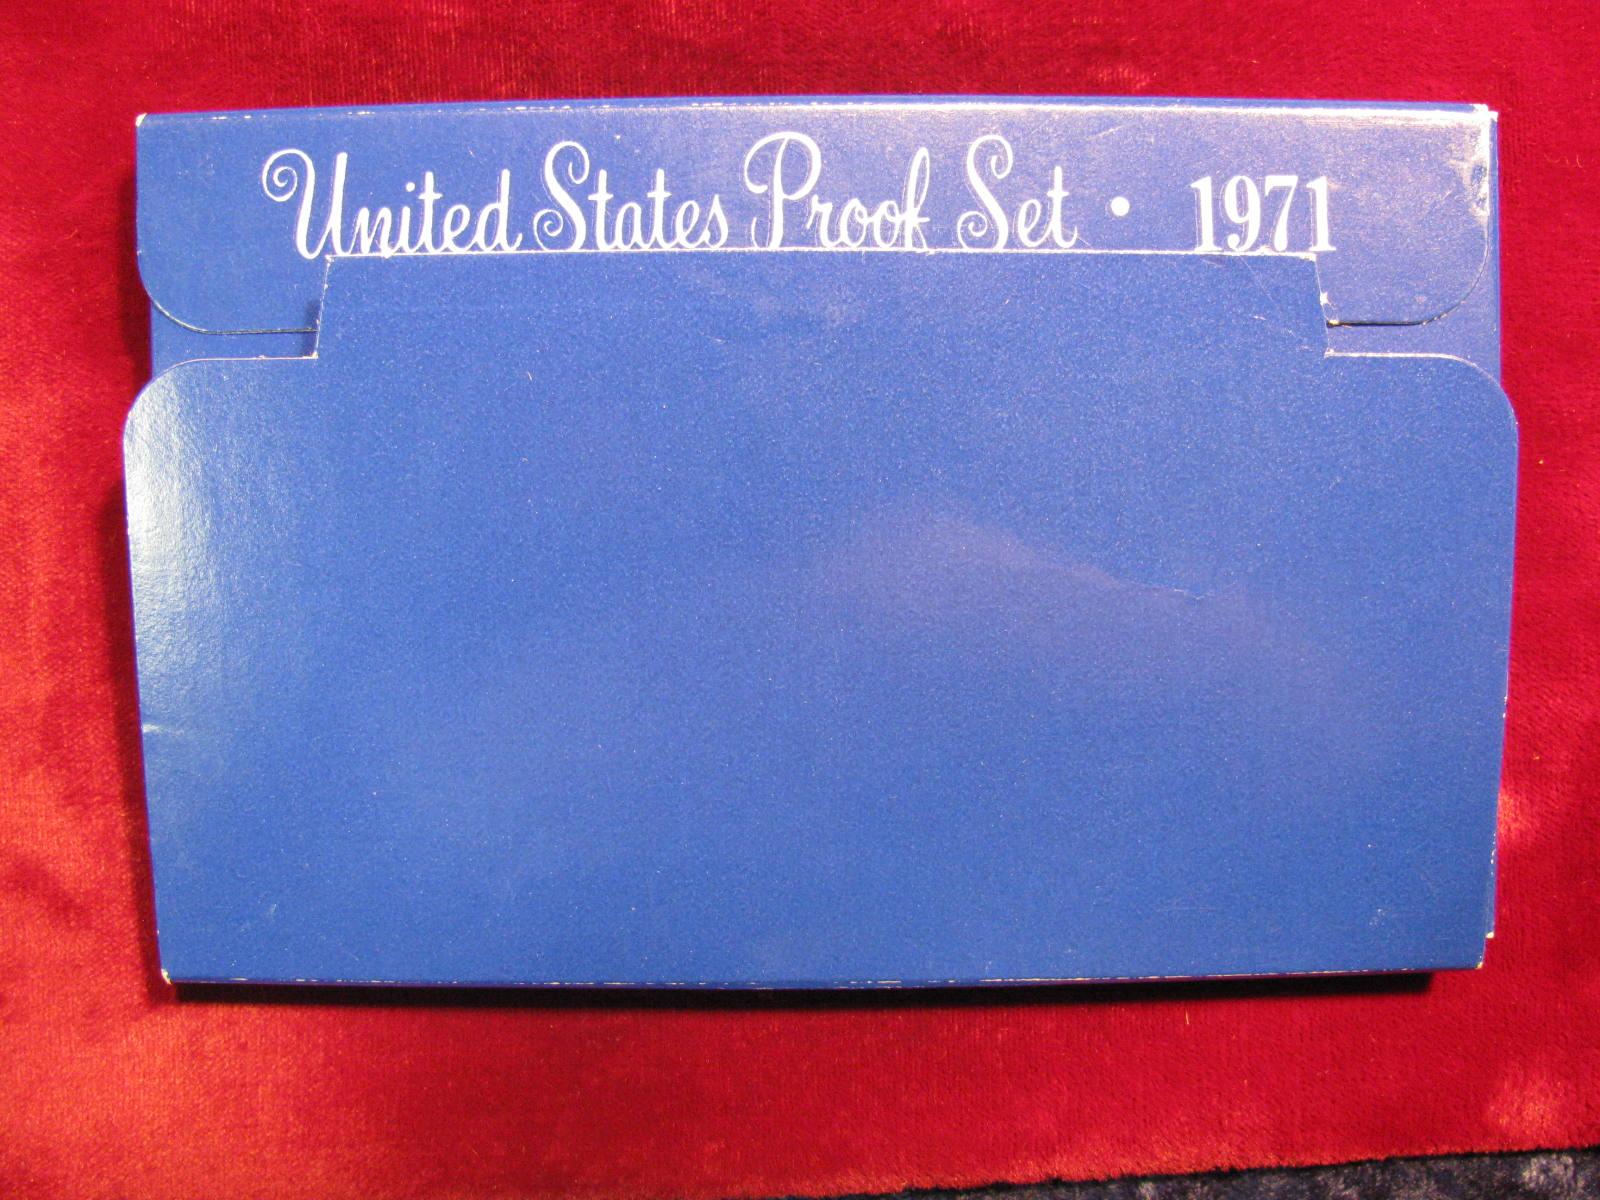 United States Proof Set • 1971